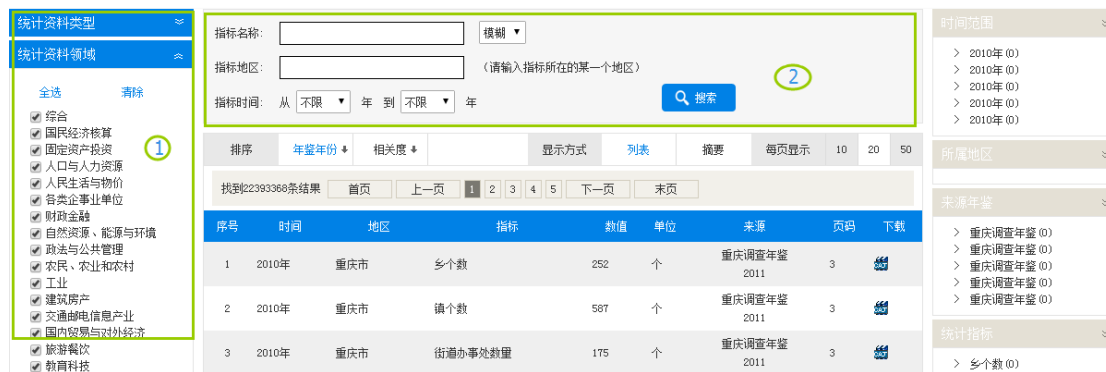 统计资料类型
统计资料领域
全选 清除
综合
国民经济核算
固定资产投资
人口与人力资源
人民生活与物价
各类企事业单位
财政金融
自然资源、能源与环境
政法与公共管理
农民、农业和农村
工业
建筑房产
交通邮电信息产业
国内贸易与对外经济
旅游餐饮
教育科技
1
指标名称: 模糊
指标地区: (请输入指标所在的某一个地区)
指标时间: 从 不限 年 到 不限 年
搜索
2
排序 年鉴年份 相关度 显示方式 列表 摘要 每页显示 10 20 50
找到22393368条结果 首页 上一页 1 2 3 4 5 下一页 末页
序号 时间 地区 指标 数值 单位 来源 页码 下载
1 2010年 重庆市 乡个数 252 个 重庆调查年鉴 2011 3
2 2010年 重庆市 镇个数 587 个 重庆调查年鉴 2011 3
3 2010年 重庆市 街道办事处数量 175 个 重庆调查年鉴 2011 3
时间范围
2010年(0)
2010年(0)
2010年(0)
2010年(0)
2010年(0)
所属地区
来源年鉴
重庆调查年鉴(0)
重庆调查年鉴(0)
重庆调查年鉴(0)
重庆调查年鉴(0)
重庆调查年鉴(0)
统计指标
乡个数(0)